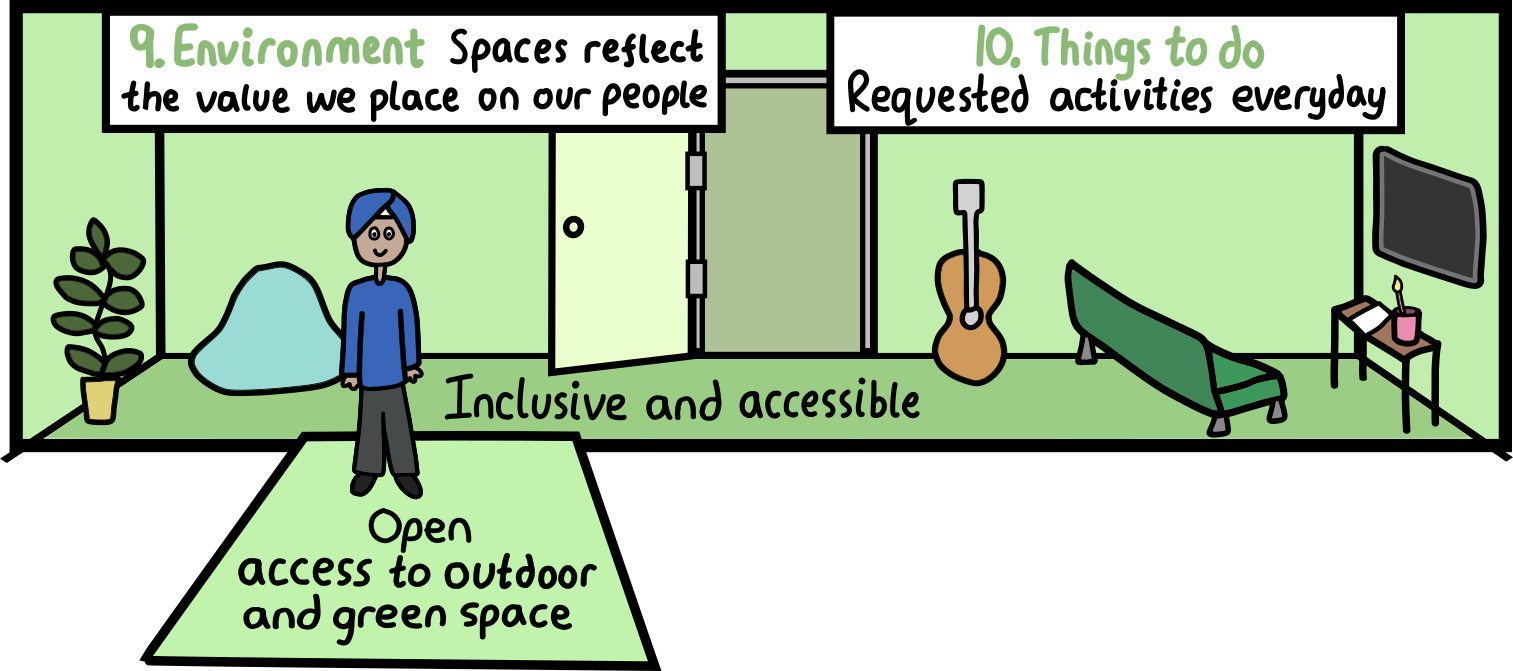 9. Environment Spaces reflect
the value we place on our people
10. Things to do
Requested activities everyday
Inclusive and accessible
Open
access to outdoor
and green space